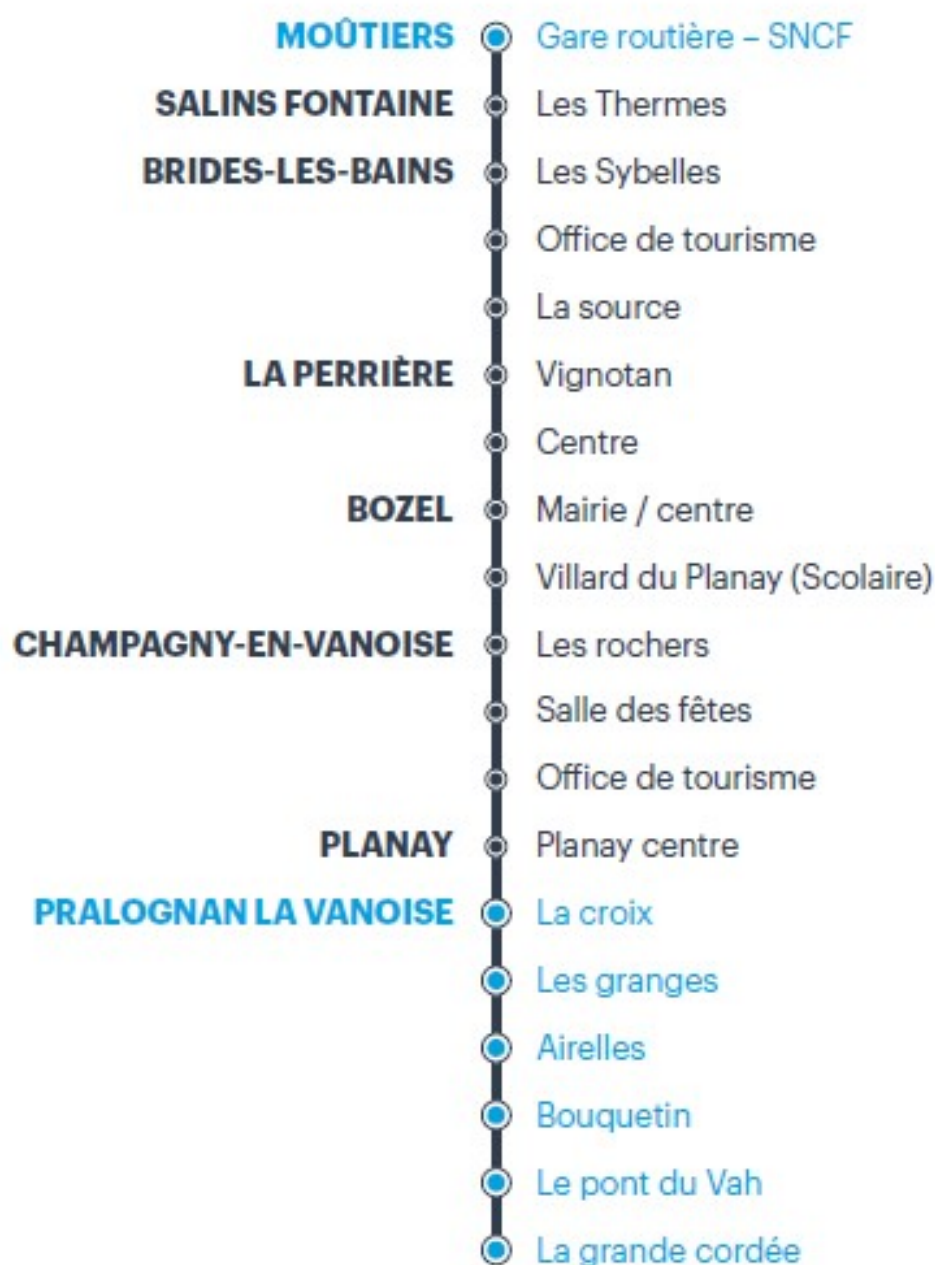 MOÛTIERS Gare routière – SNCF
SALINS FONTAINE Les Thermes
BRIDES-LES-BAINS Les Sybelles
Office de tourisme
La source
LA PERRIÈRE Vignotan
Centre
BOZEL Mairie / centre
Villard du Planay (Scolaire)
CHAMPAGNY-EN-VANOISE Les rochers
Salle des fêtes
Office de tourisme
PLANAY Planay centre
PRALOGNAN LA VANOISE La croix
Les granges
Airelles
Bouquetin
Le pont du Vah
La grande cordée